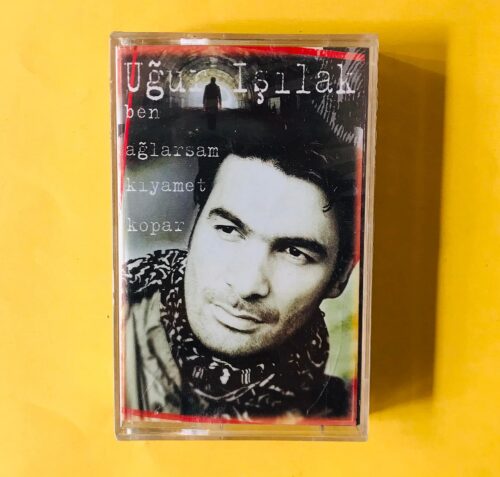 Uğur Işılak
ben
ağlarsam
kıyamet
kopar